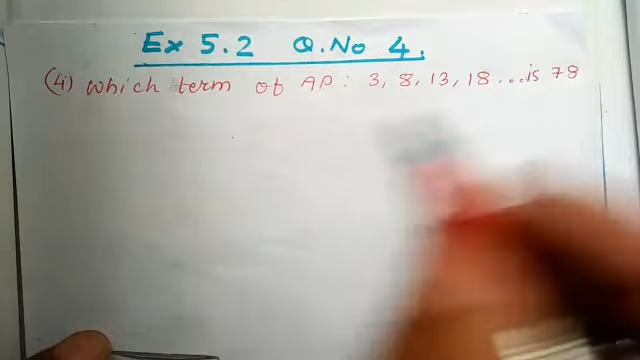 Ex 5.2 Q.No 4.
(4) which term of AP: 3, 8, 13, 18 ... is 78